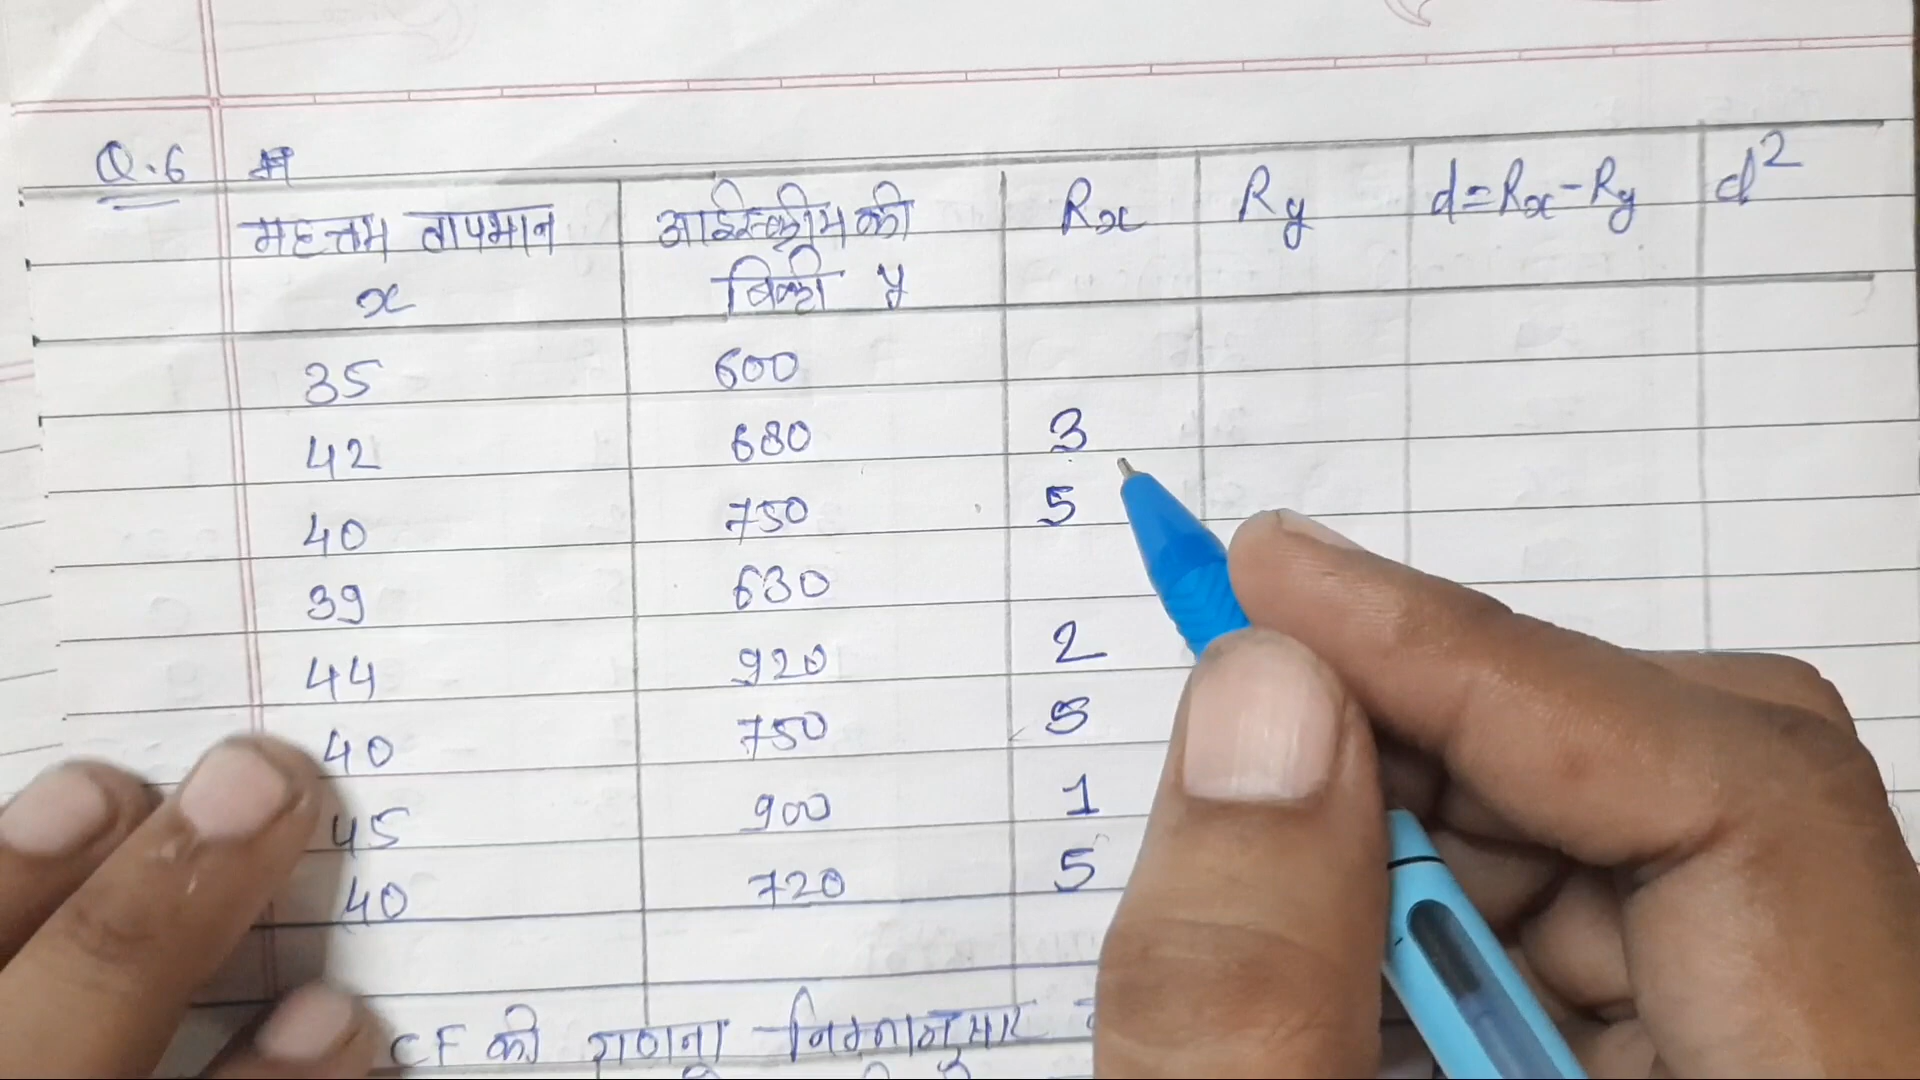 Q.6
महत्तम तापमान x | आईस्क्रीम की बिक्री y | Rx | Ry | d=Rx-Ry | d²
35 | 600
42 | 680 | 3
40 | 750 | 5
39 | 630
44 | 920 | 2
40 | 750 | 5
45 | 900 | 1
40 | 720 | 5
CF की गणना निम्नानुसार